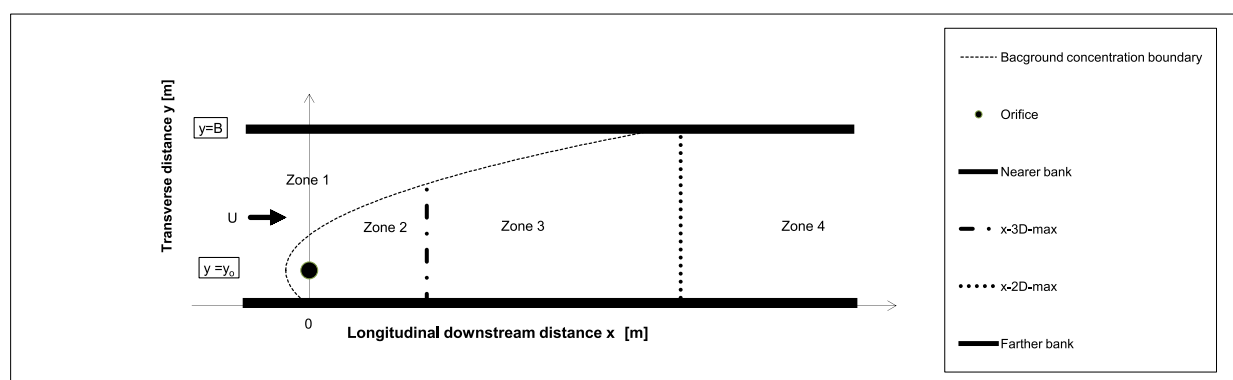 Transverse distance y [m]
y=B
Zone 1
U
Zone 2
Zone 3
Zone 4
y =yo
0
Longitudinal downstream distance x [m]
Bacground concentration boundary
Orifice
Nearer bank
x-3D-max
x-2D-max
Farther bank